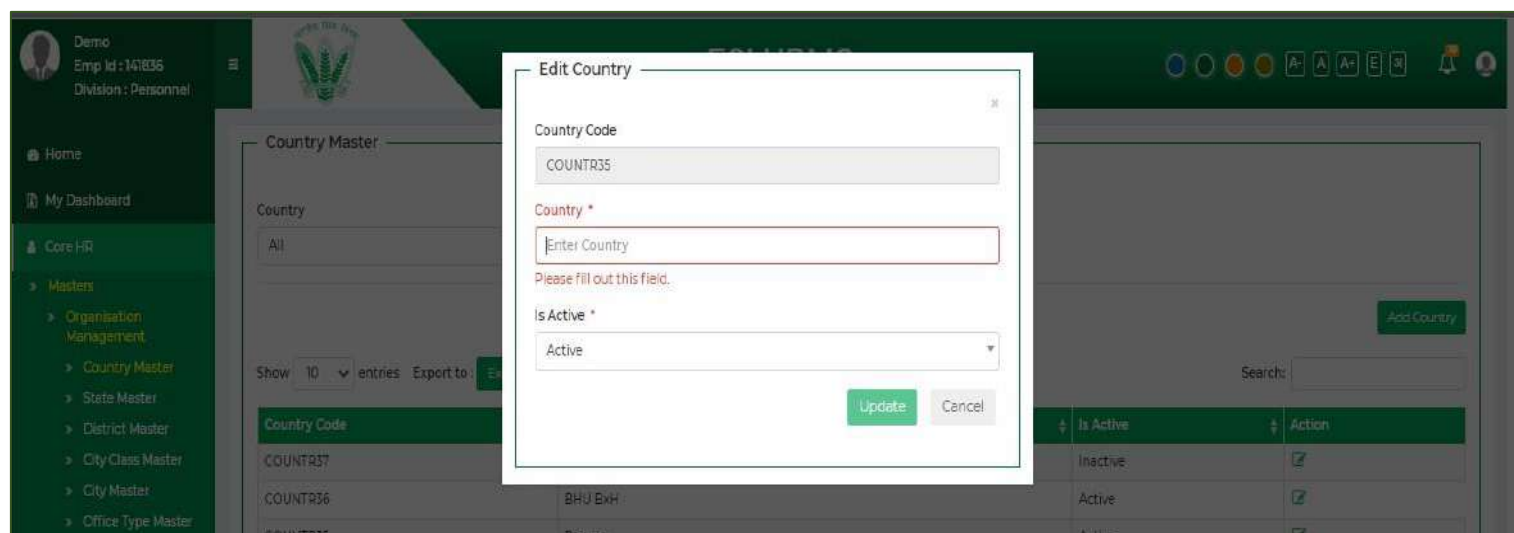 Demo
Emp Id : 141836
Division : Personnel
A- A A+ E
Home
My Dashboard
Core HR
Masters
Organisation
Management
Country Master
State Master
District Master
City Class Master
City Master
Office Type Master
Country Master
Country
All
Add Country
Show 10 entries Export to :
Search:
Country Code Is Active Action
COUNTR37 Inactive
COUNTR36 BHU BxH Active
Edit Country
x
Country Code
COUNTR35
Country *
Enter Country
Please fill out this field.
Is Active *
Active
Update Cancel